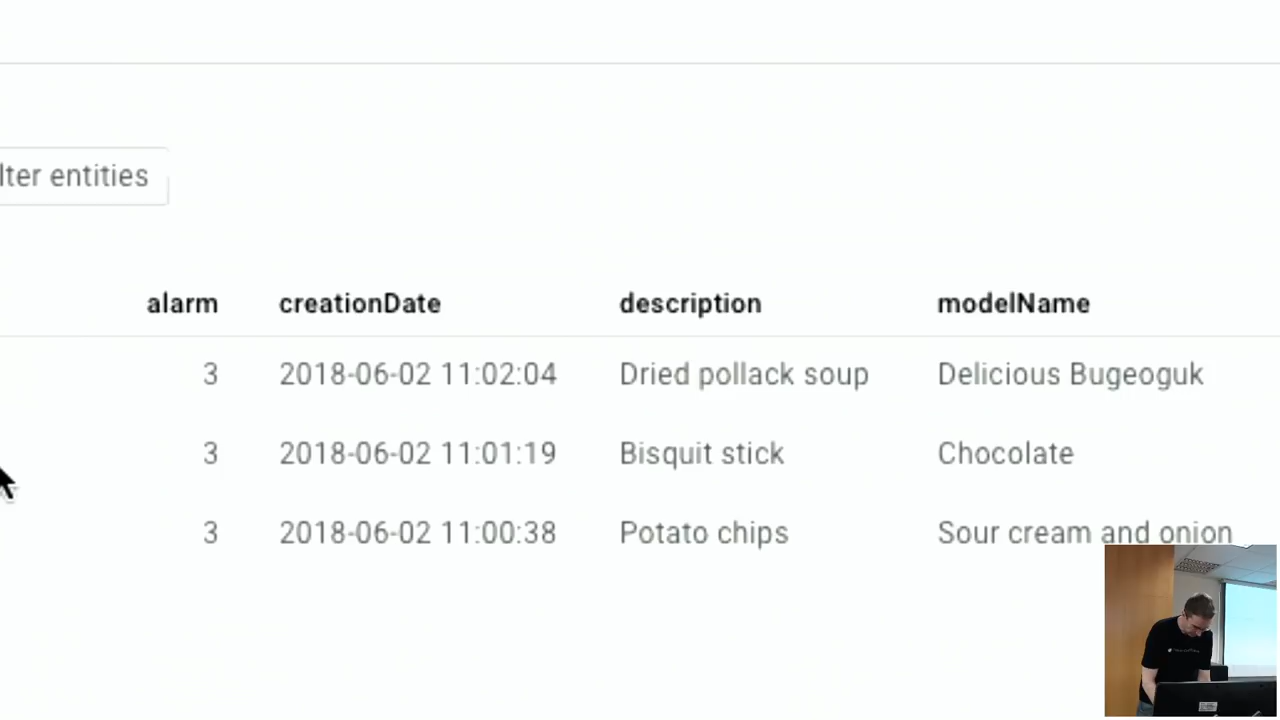 lter entities
alarm creationDate description modelName
3 2018-06-02 11:02:04 Dried pollack soup Delicious Bugeoguk
3 2018-06-02 11:01:19 Bisquit stick Chocolate
3 2018-06-02 11:00:38 Potato chips Sour cream and onion